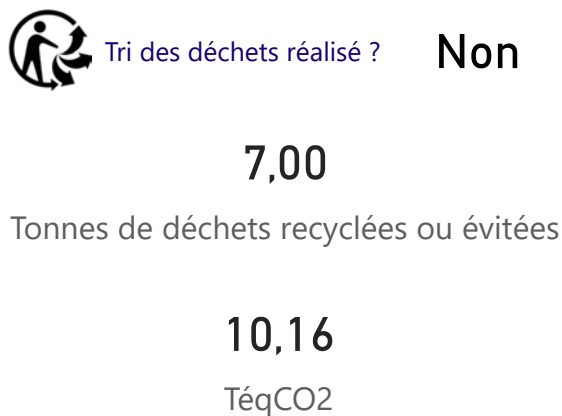 Tri des déchets réalisé ? Non
7,00
Tonnes de déchets recyclées ou évitées
10,16
TéqCO2